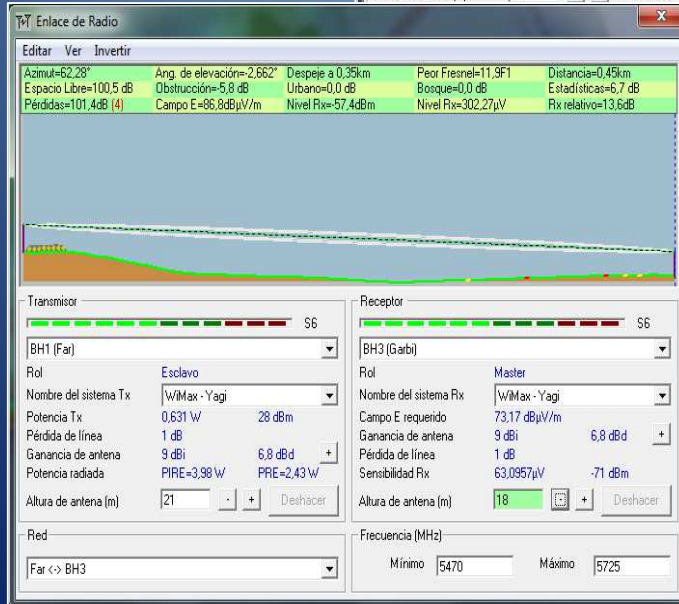 Enlace de Radio
Editar Ver Invertir
Azimut=62,28° Ang. de elevación=-2,662° Despeje a 0,35km Peor Fresnel=11,9F1 Distancia=0,45km
Espacio Libre=100,5 dB Obstrucción=-5,8 dB Urbano=0,0 dB Bosque=0,0 dB Estadísticas=6,7 dB
Pérdidas=101,4dB (4) Campo E=86,8dBµV/m Nivel Rx=-57,4dBm Nivel Rx=302,27µV Rx relativo=13,6dB
Transmisor
S6
BH1 (Far)
Rol Esclavo
Nombre del sistema Tx WiMax - Yagi
Potencia Tx 0,631 W 28 dBm
Pérdida de línea 1 dB
Ganancia de antena 9 dBi 6,8 dBd +
Potencia radiada PIRE=3,98 W PRE=2,43 W
Altura de antena (m) 21 - + Deshacer
Receptor
S6
BH3 (Garbi)
Rol Master
Nombre del sistema Rx WiMax - Yagi
Campo E requerido 73,17 dBµV/m
Ganancia de antena 9 dBi 6,8 dBd +
Pérdida de línea 1 dB
Sensibilidad Rx 63,0957µV -71 dBm
Altura de antena (m) 18 - + Deshacer
Red
Far <-> BH3
Frecuencia (MHz)
Mínimo 5470 Máximo 5725